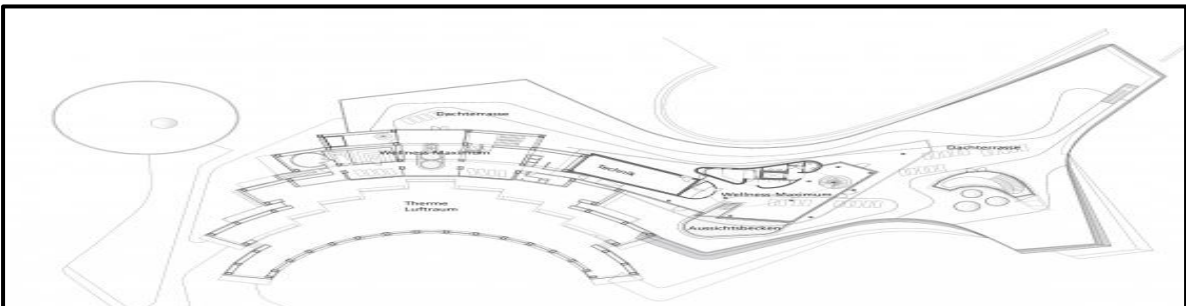 Dachterrasse
Wellness-Maximum
Technik
Dachterrasse
Wellness-Maximum
Therme
Luftraum
Aussichtsbecken